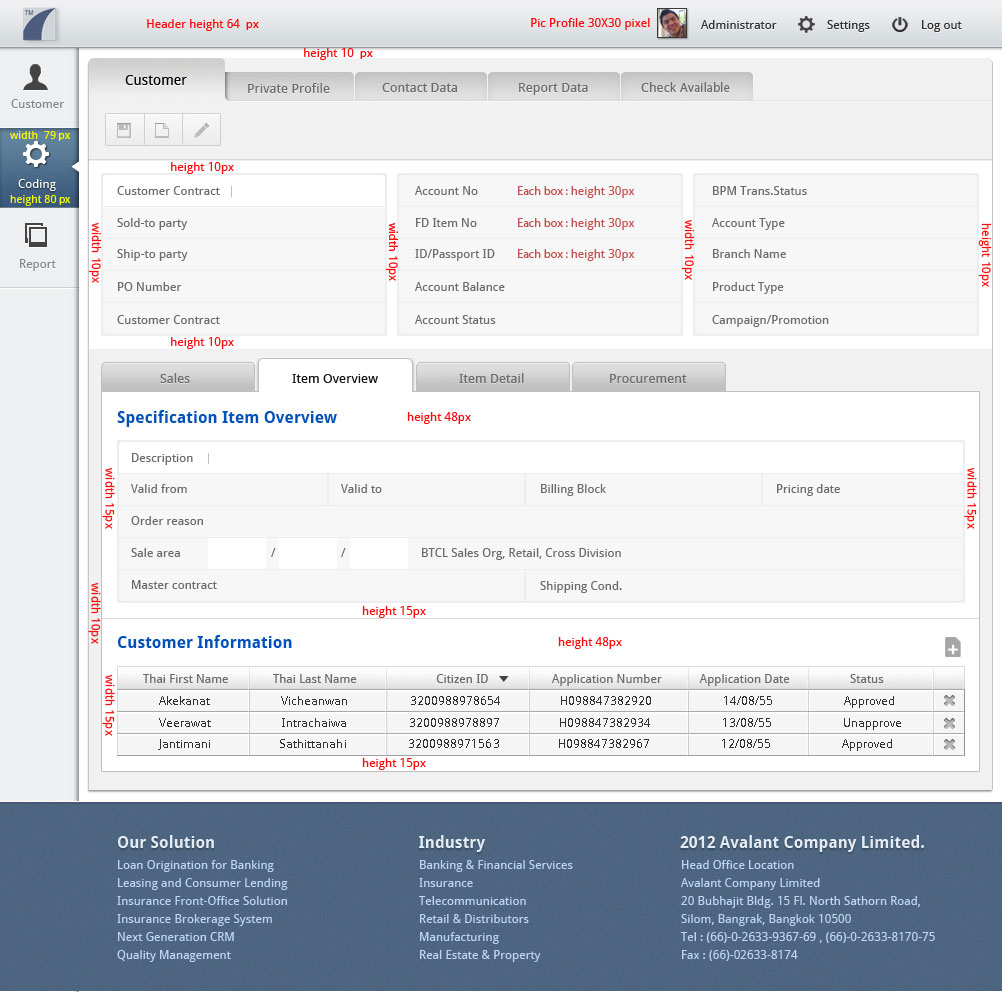 TM
Header height 64 px
Pic Profile 30X30 pixel
Administrator
Settings
Log out
height 10 px
Customer
Private Profile
Contact Data
Report Data
Check Available
Customer
width 79 px
Coding
height 80 px
Report
height 10px
Customer Contract
Sold-to party
Ship-to party
PO Number
Customer Contract
width 10px
width 10px
Account No Each box : height 30px
FD Item No Each box : height 30px
ID/Passport ID Each box : height 30px
Account Balance
Account Status
width 10px
BPM Trans.Status
Account Type
Branch Name
Product Type
Campaign/Promotion
height 10px
height 10px
Sales
Item Overview
Item Detail
Procurement
Specification Item Overview
height 48px
Description
Valid from
Valid to
Billing Block
Pricing date
Order reason
Sale area / / BTCL Sales Org, Retail, Cross Division
Master contract
Shipping Cond.
width 15px
width 15px
width 10px
height 15px
Customer Information
height 48px
width 15px
Thai First Name Thai Last Name Citizen ID Application Number Application Date Status
Akekanat Vicheanwan 3200988978654 H098847382920 14/08/55 Approved
Veerawat Intrachaiwa 3200988978897 H098847382934 13/08/55 Unapprove
Jantimani Sathittanahi 3200988971563 H098847382967 12/08/55 Approved
height 15px
Our Solution
Loan Origination for Banking
Leasing and Consumer Lending
Insurance Front-Office Solution
Insurance Brokerage System
Next Generation CRM
Quality Management
Industry
Banking & Financial Services
Insurance
Telecommunication
Retail & Distributors
Manufacturing
Real Estate & Property
2012 Avalant Company Limited.
Head Office Location
Avalant Company Limited
20 Bubhajit Bldg. 15 Fl. North Sathorn Road,
Silom, Bangrak, Bangkok 10500
Tel : (66)-0-2633-9367-69 , (66)-0-2633-8170-75
Fax : (66)-02633-8174